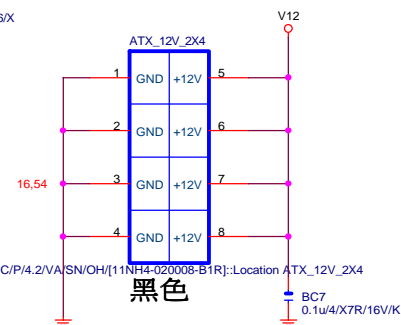 6/X
V12
ATX_12V_2X4
1 GND +12V 5
2 GND +12V 6
16,54
3 GND +12V 7
4 GND +12V 8
C/P/4.2/VA/SN/OH/[11NH4-020008-B1R]::Location ATX_12V_2X4
黑色
BC7
0.1u/4/X7R/16V/K